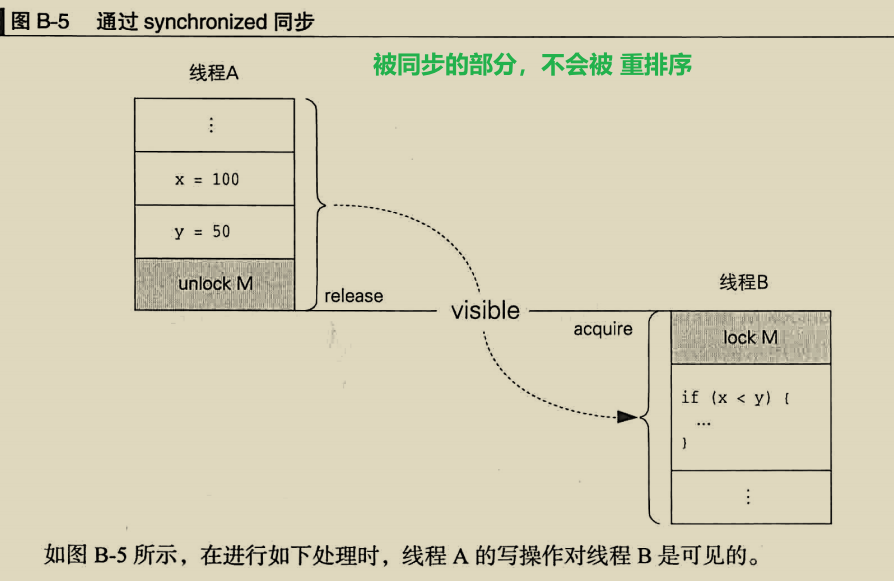 图 B-5 通过 synchronized 同步
被同步的部分，不会被 重排序
线程A
⋮
x = 100
y = 50
unlock M
release
visible
线程B
acquire
lock M
if (x < y) {
...
}
⋮
如图 B-5 所示，在进行如下处理时，线程 A 的写操作对线程 B 是可见的。